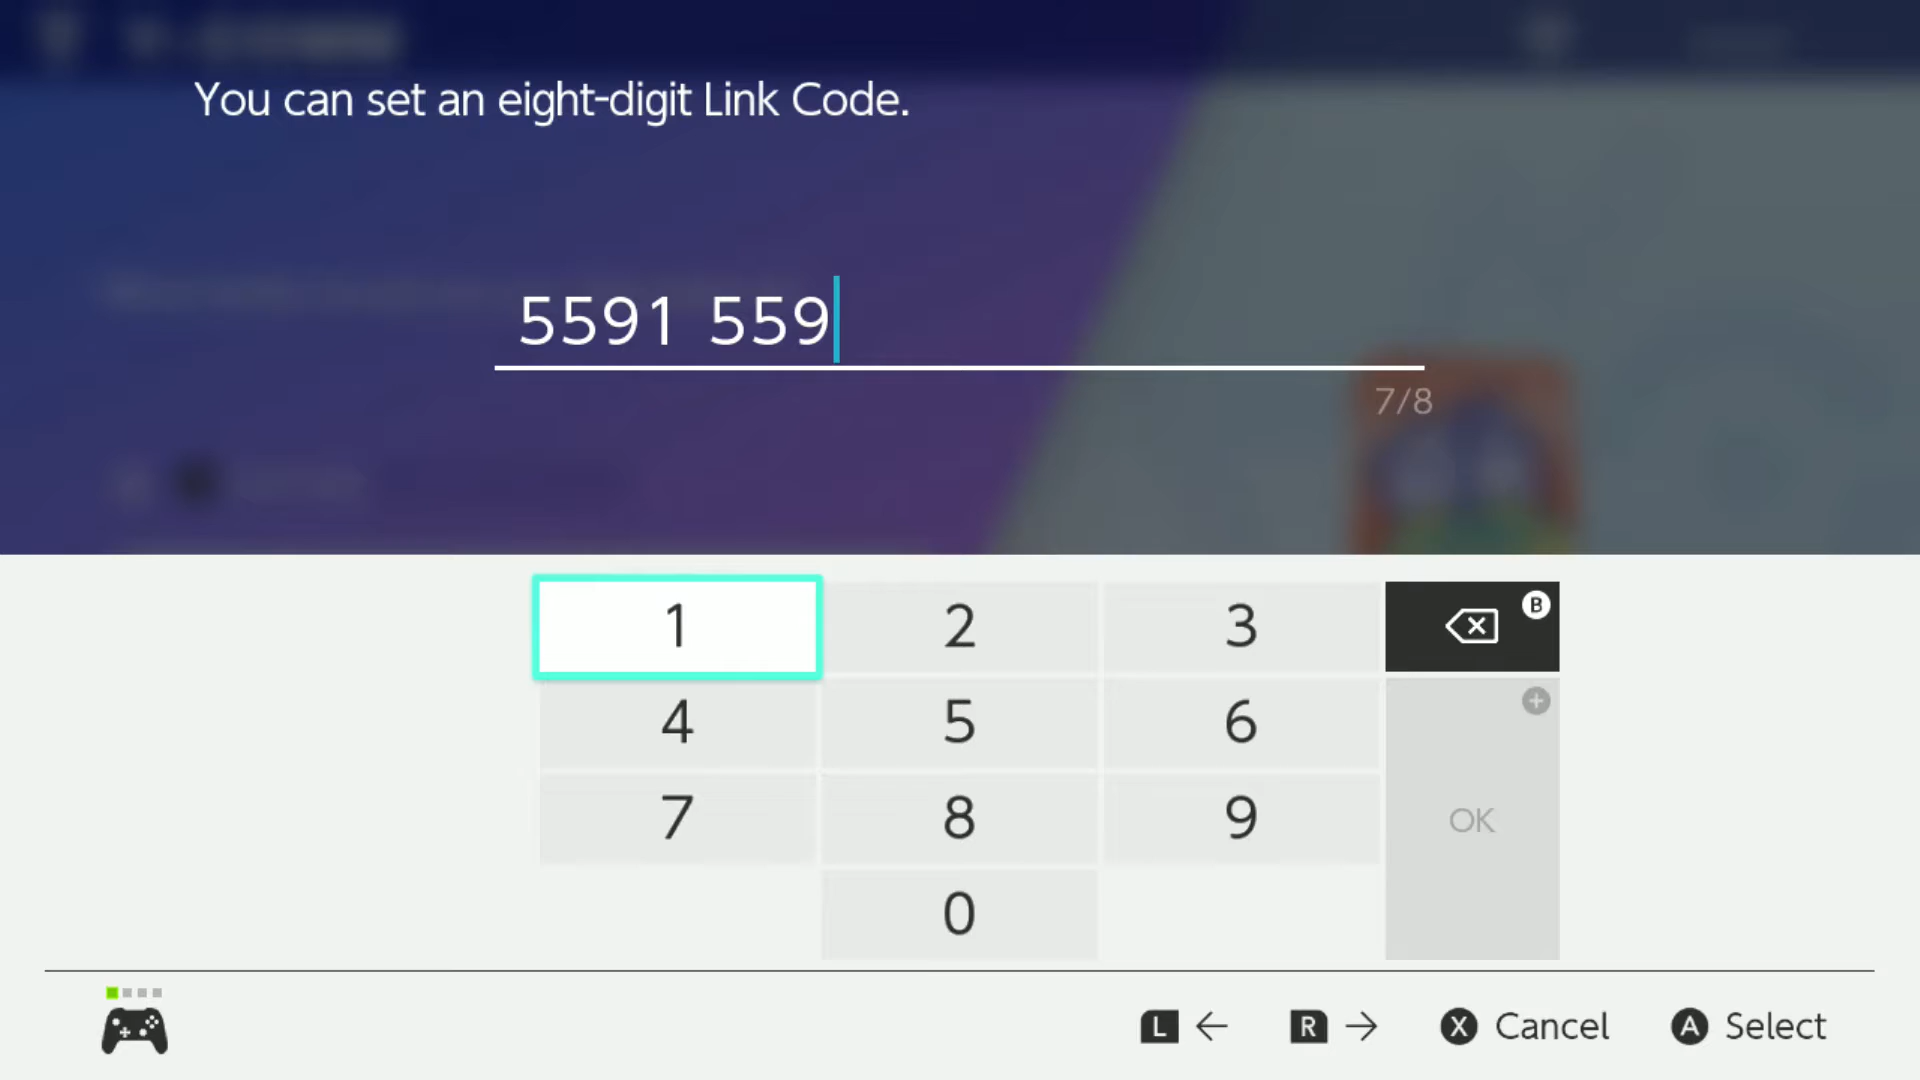 You can set an eight-digit Link Code.
5591 559
7/8
1 2 3 B
4 5 6 +
7 8 9 OK
0
L ← R → X Cancel A Select